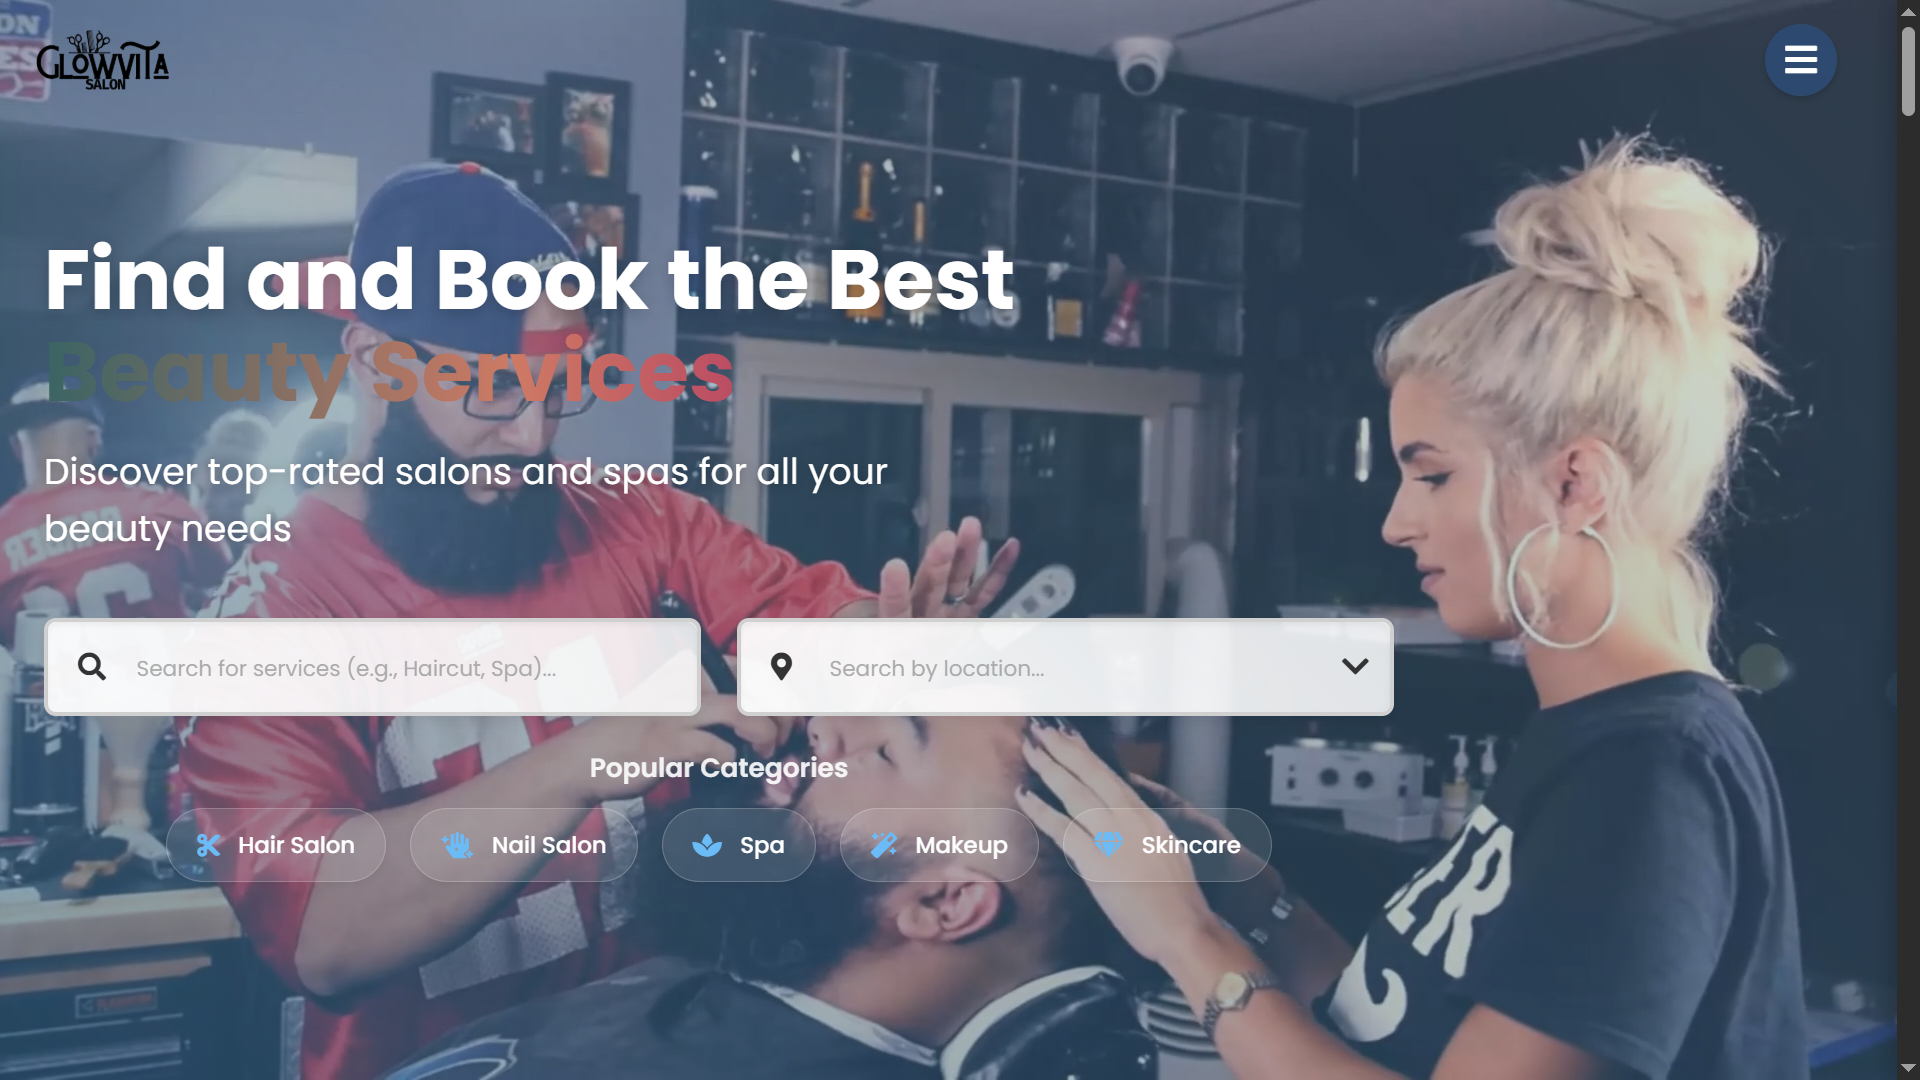 GLOWVITA
SALON
Find and Book the Best
Beauty Services
Discover top-rated salons and spas for all your
beauty needs
Search for services (e.g., Haircut, Spa)...
Search by location...
Popular Categories
Hair Salon
Nail Salon
Spa
Makeup
Skincare